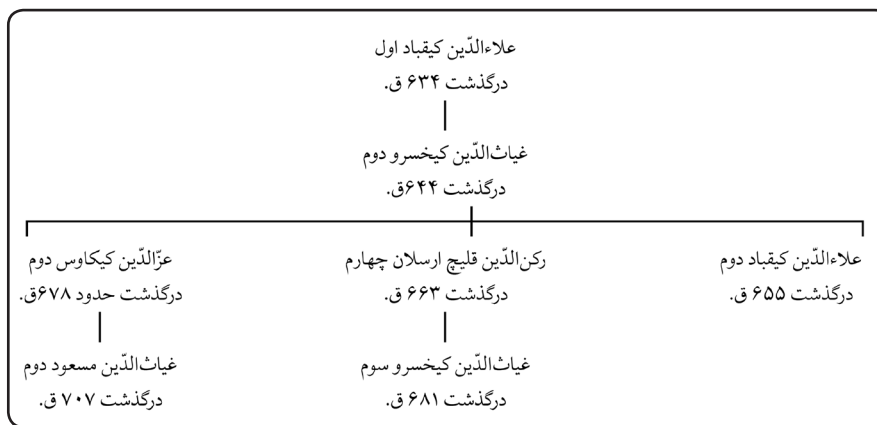 علاءالدّین کیقباد اول
درگذشت ۶۳۴ ق.
غیاث‌الدّین کیخسرو دوم
درگذشت ۶۴۴ق.
علاءالدّین کیقباد دوم
درگذشت ۶۵۵ ق.
رکن‌الدّین قلیچ ارسلان چهارم
درگذشت ۶۶۳ ق.
عزّالدّین کیکاوس دوم
درگذشت حدود ۶۷۸ق.
غیاث‌الدّین کیخسرو سوم
درگذشت ۶۸۱ ق.
غیاث‌الدّین مسعود دوم
درگذشت ۷۰۷ ق.